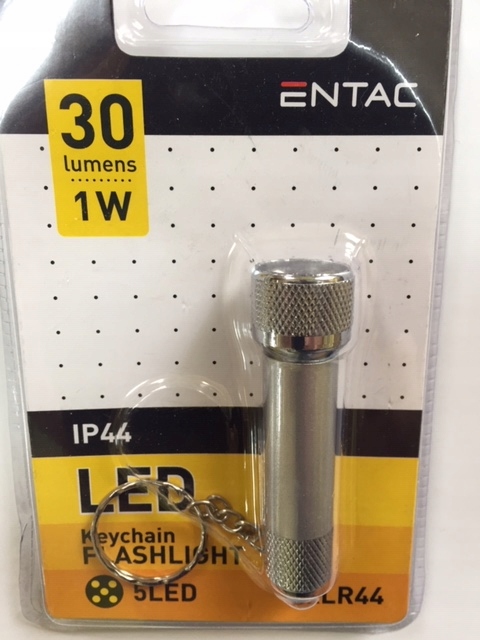 ENTAC
30
lumens
1W
IP44
LED
Keychain
FLASHLIGHT
5LED
LR44